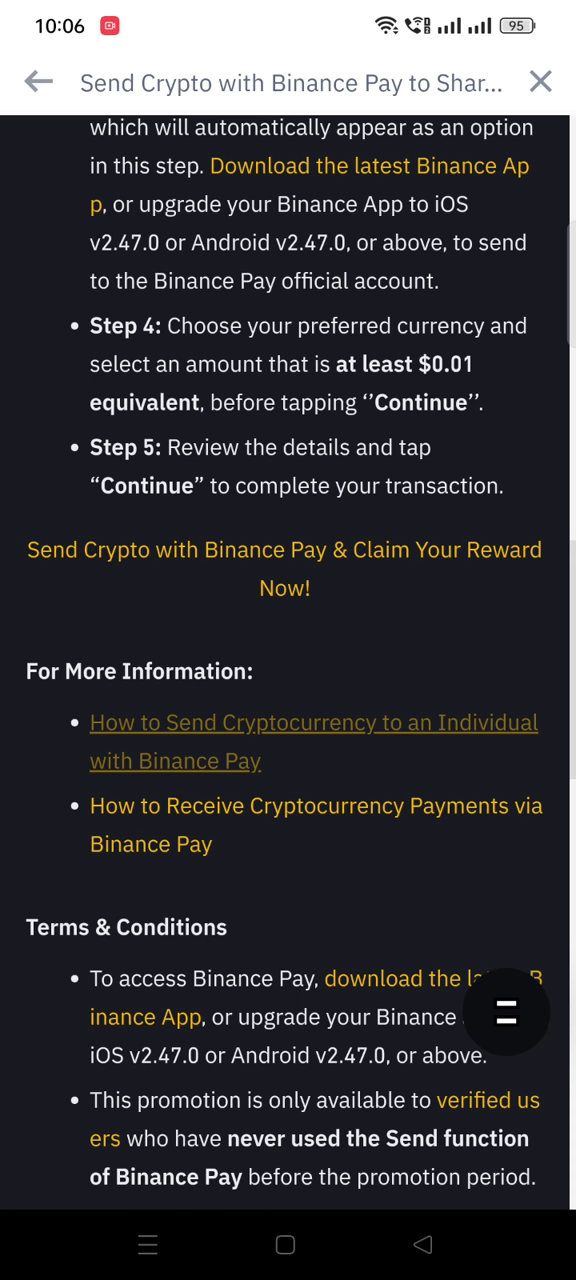 10:06
95
Send Crypto with Binance Pay to Shar...
which will automatically appear as an option
in this step. Download the latest Binance Ap
p, or upgrade your Binance App to iOS
v2.47.0 or Android v2.47.0, or above, to send
to the Binance Pay official account.
• Step 4: Choose your preferred currency and
select an amount that is at least $0.01
equivalent, before tapping ‘’Continue’’.
• Step 5: Review the details and tap
“Continue” to complete your transaction.
Send Crypto with Binance Pay & Claim Your Reward
Now!
For More Information:
• How to Send Cryptocurrency to an Individual
with Binance Pay
• How to Receive Cryptocurrency Payments via
Binance Pay
Terms & Conditions
• To access Binance Pay, download the B
inance App, or upgrade your Binance
iOS v2.47.0 or Android v2.47.0, or above.
• This promotion is only available to verified us
ers who have never used the Send function
of Binance Pay before the promotion period.